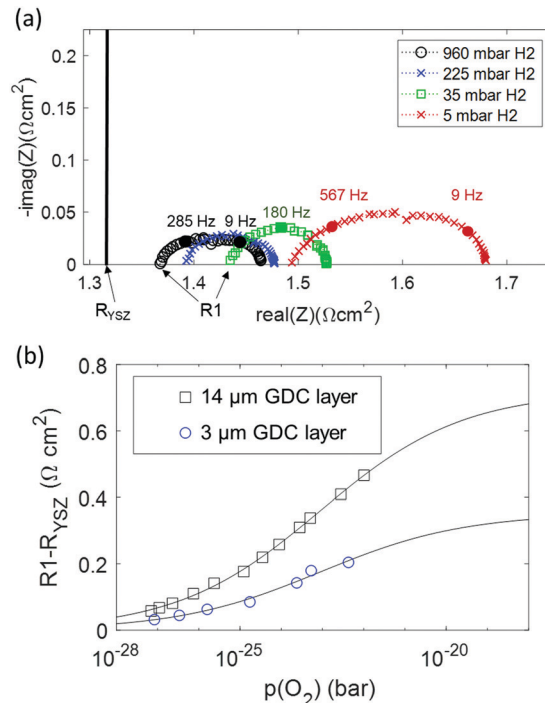 (a)
0.2
0.15
0.1
0.05
0
-imag(Z)(Ωcm²)
960 mbar H2
225 mbar H2
35 mbar H2
5 mbar H2
285 Hz
9 Hz
180 Hz
567 Hz
9 Hz
1.3
1.4
1.5
1.6
1.7
R_YSZ
R1
real(Z)(Ωcm²)
(b)
0.8
0.6
0.4
0.2
0
R1-R_YSZ (Ω cm²)
14 µm GDC layer
3 µm GDC layer
10⁻²⁸
10⁻²⁵
10⁻²⁰
p(O₂) (bar)